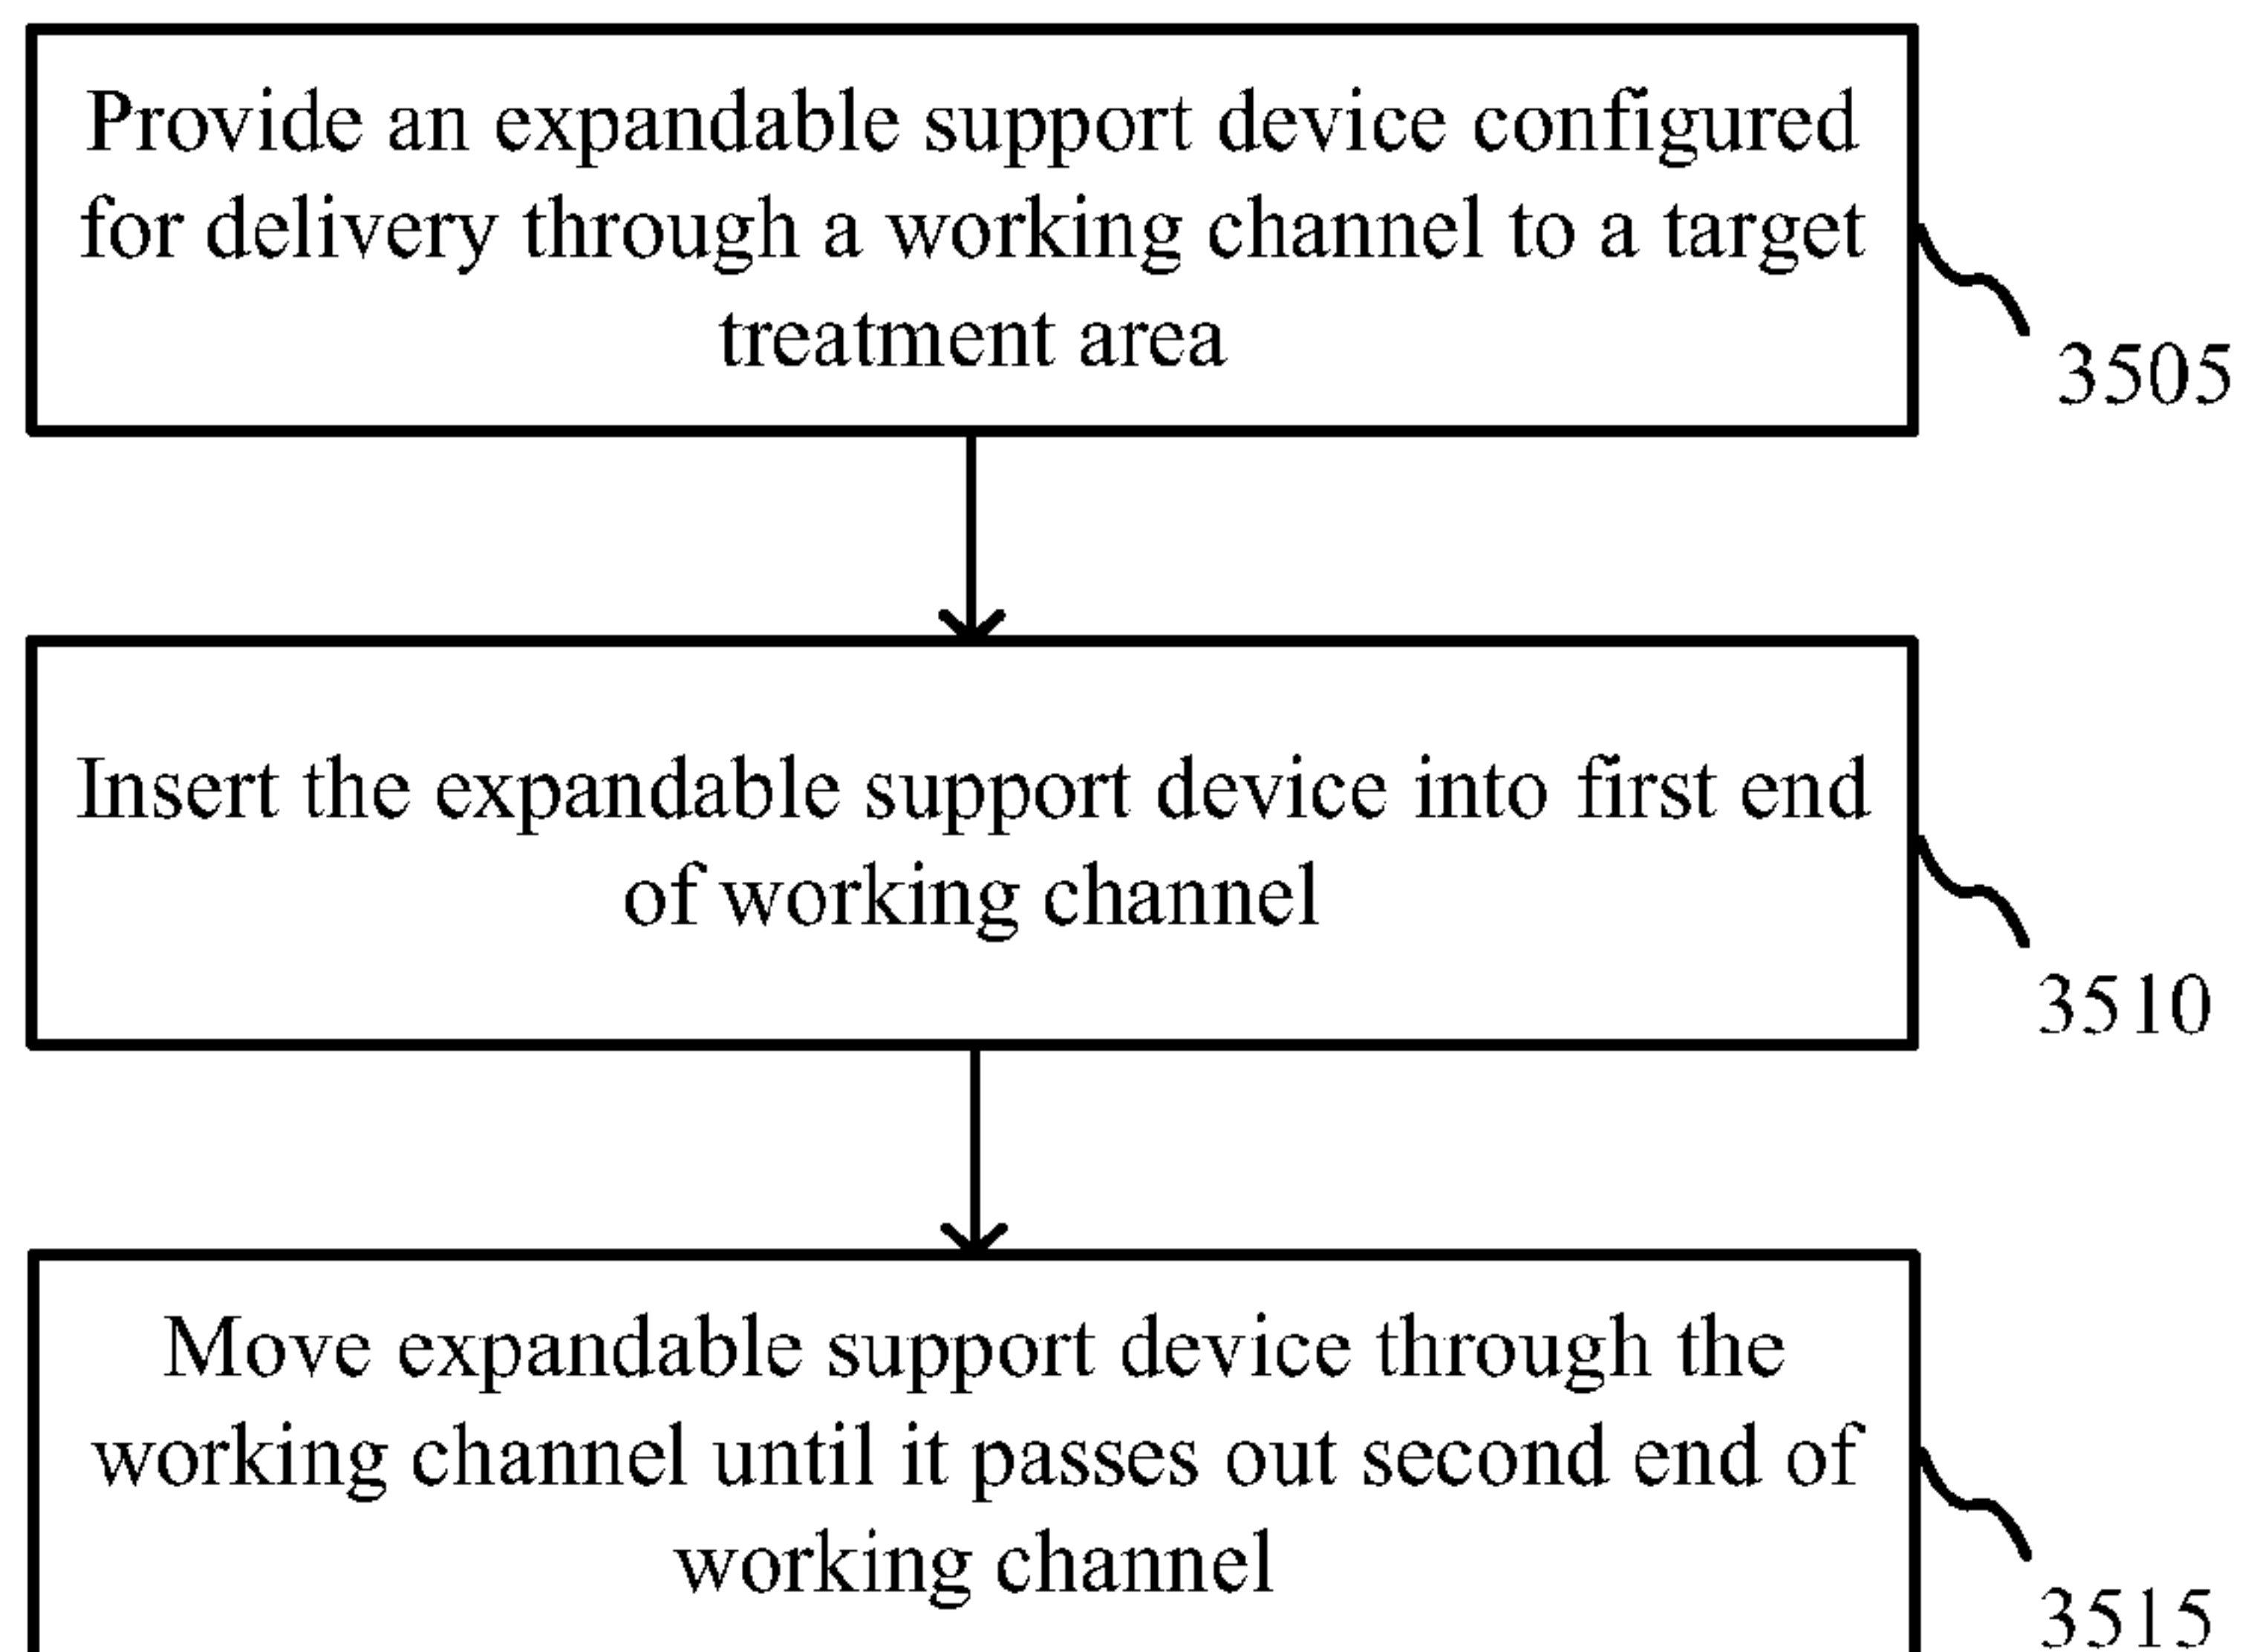 Provide an expandable support device configured
for delivery through a working channel to a target
treatment area
3505
Insert the expandable support device into first end
of working channel
3510
Move expandable support device through the
working channel until it passes out second end of
working channel
3515